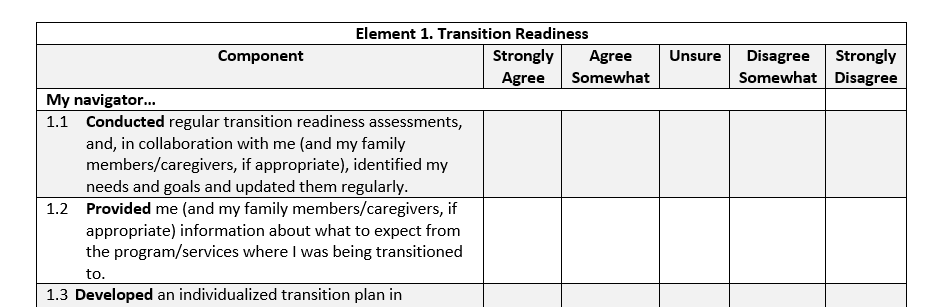 Element 1. Transition Readiness
Component Strongly Agree Agree Somewhat Unsure Disagree Somewhat Strongly Disagree
My navigator...
1.1 Conducted regular transition readiness assessments,
and, in collaboration with me (and my family
members/caregivers, if appropriate), identified my
needs and goals and updated them regularly.
1.2 Provided me (and my family members/caregivers, if
appropriate) information about what to expect from
the program/services where I was being transitioned
to.
1.3 Developed an individualized transition plan in